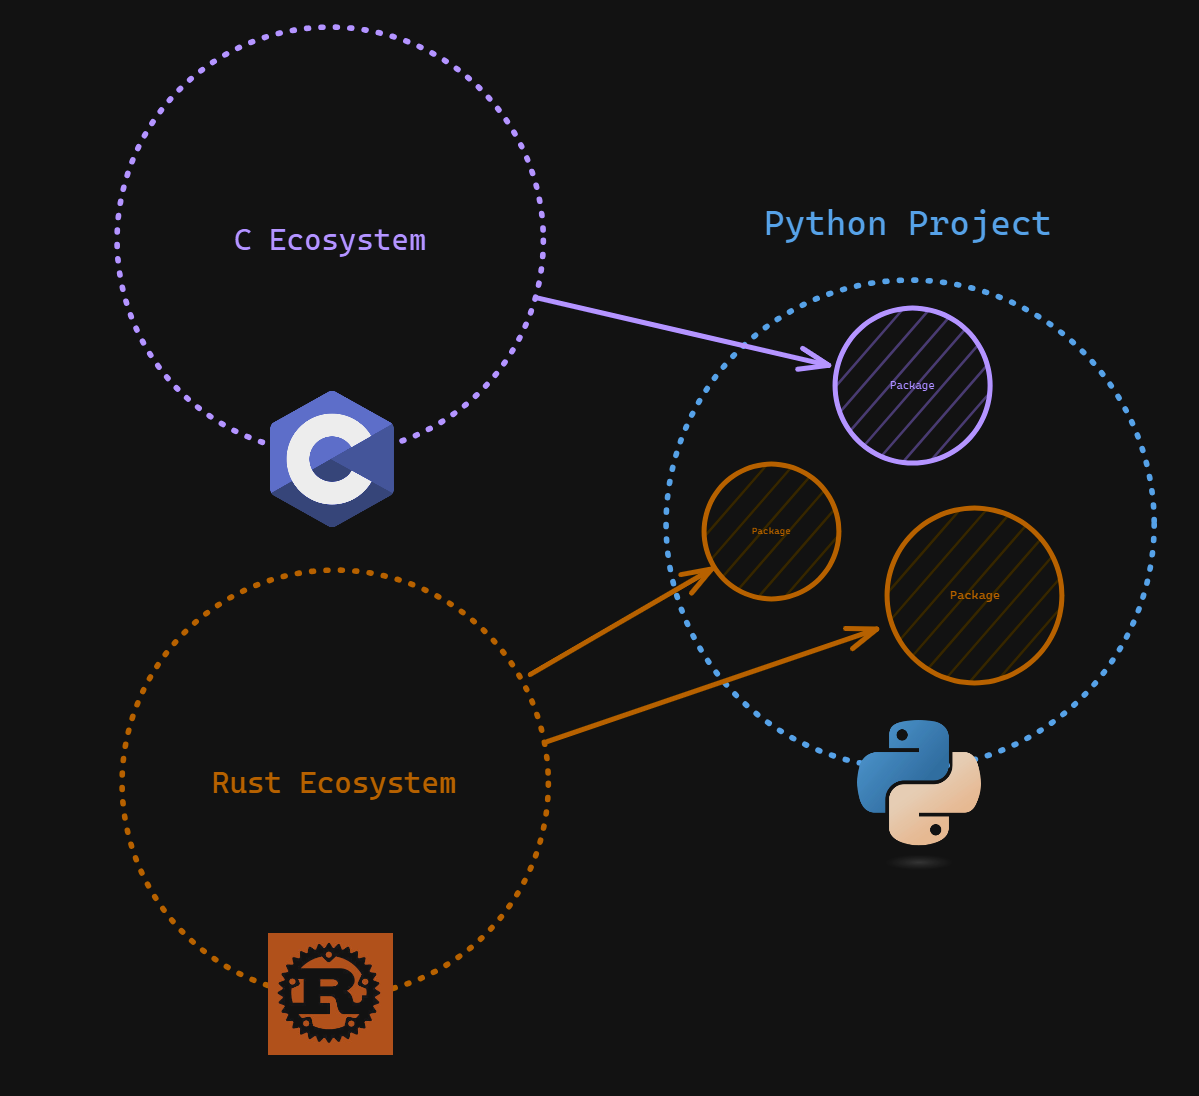 C Ecosystem
Python Project
Package
Package
Package
Rust Ecosystem